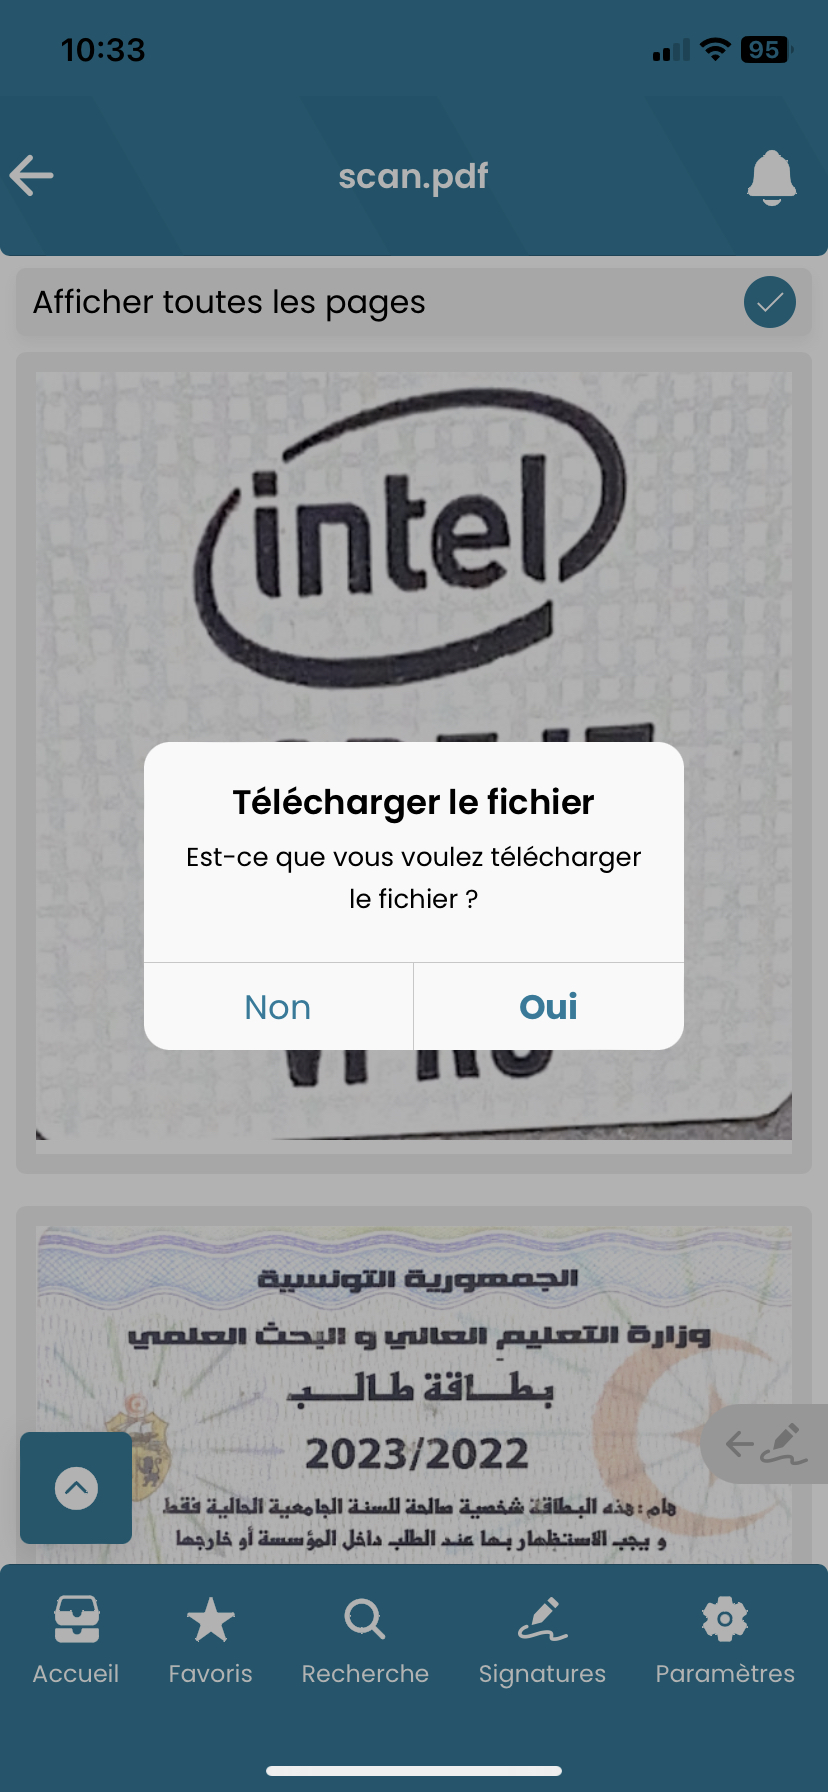 10:33
95
scan.pdf
Afficher toutes les pages
intel
Télécharger le fichier
Est-ce que vous voulez télécharger
le fichier ?
Non
Oui
الجمهورية التونسية
وزارة التعليم العالي و البحث العلمي
بطـــاقة طـالـــــب
2023/2022
هام : هذه البطاقة شخصية صالحة للسنة الجامعية الحالية فقط
و يجب الاستظهار بها عند الطلب داخل المؤسسة أو خارجها
Accueil
Favoris
Recherche
Signatures
Paramètres